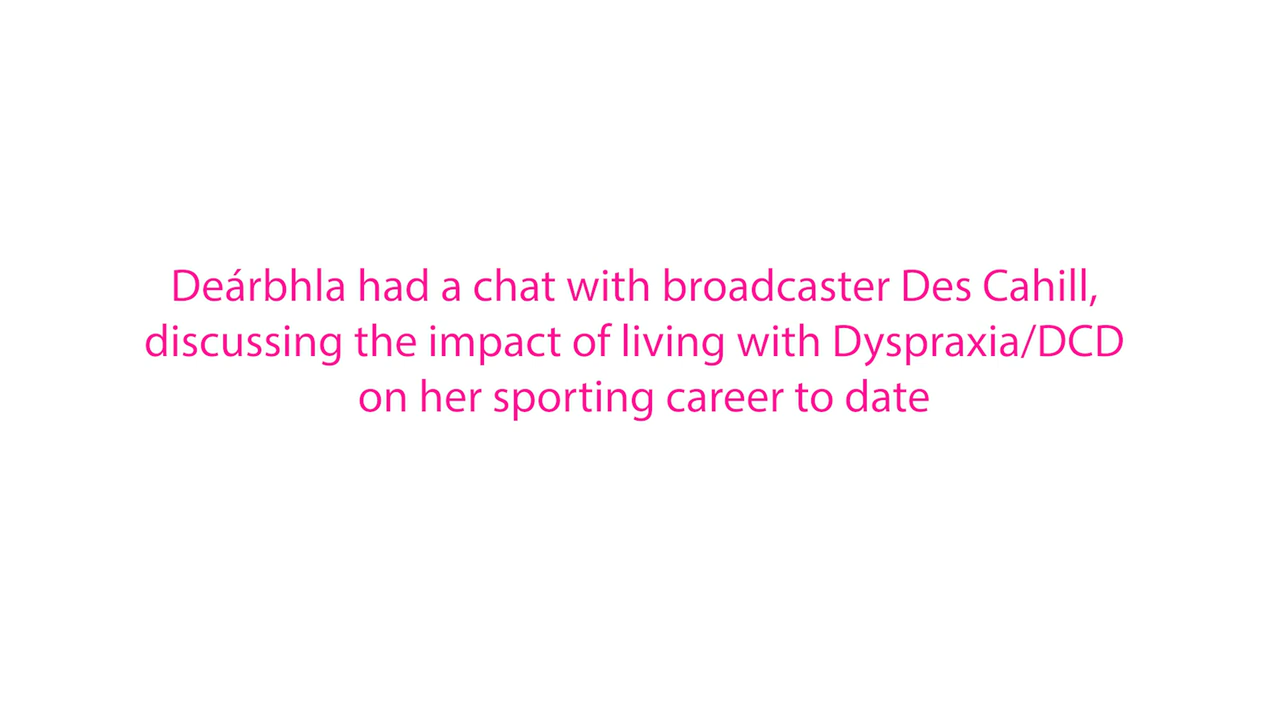 Deárbhla had a chat with broadcaster Des Cahill,
discussing the impact of living with Dyspraxia/DCD
on her sporting career to date